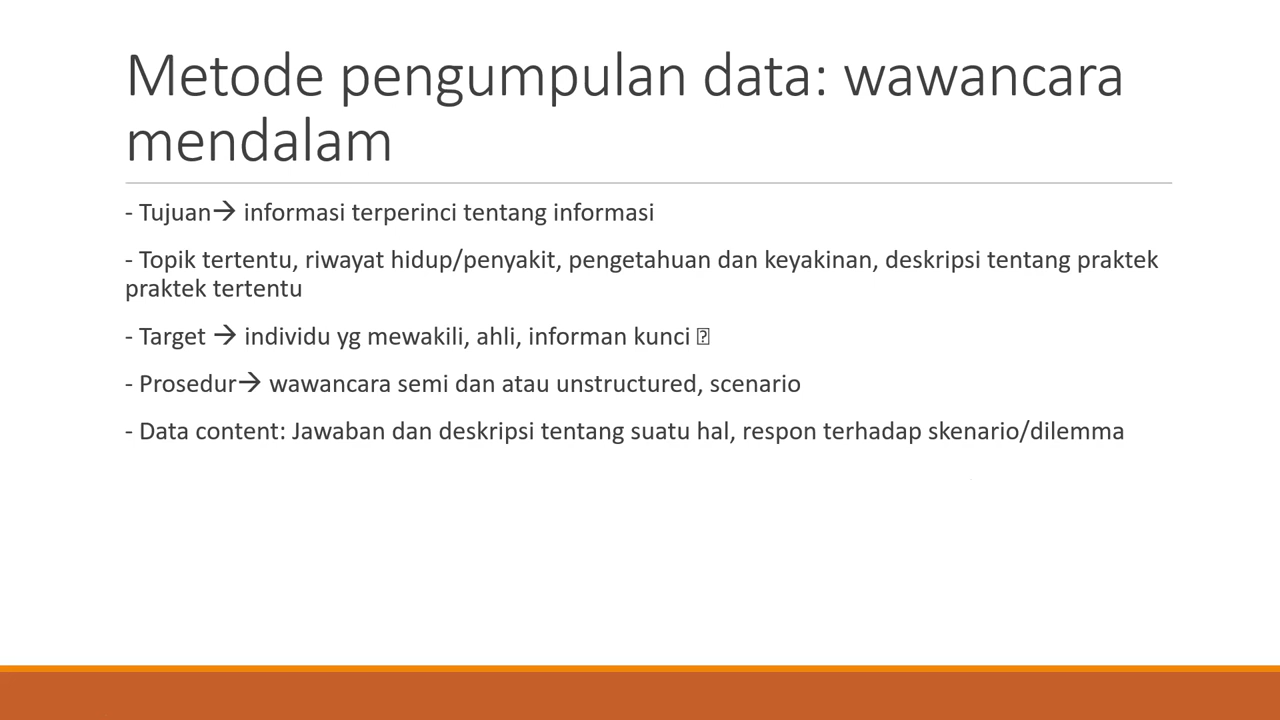 Metode pengumpulan data: wawancara
mendalam
- Tujuan→ informasi terperinci tentang informasi
- Topik tertentu, riwayat hidup/penyakit, pengetahuan dan keyakinan, deskripsi tentang praktek
praktek tertentu
- Target → individu yg mewakili, ahli, informan kunci 
- Prosedur→ wawancara semi dan atau unstructured, scenario
- Data content: Jawaban dan deskripsi tentang suatu hal, respon terhadap skenario/dilemma